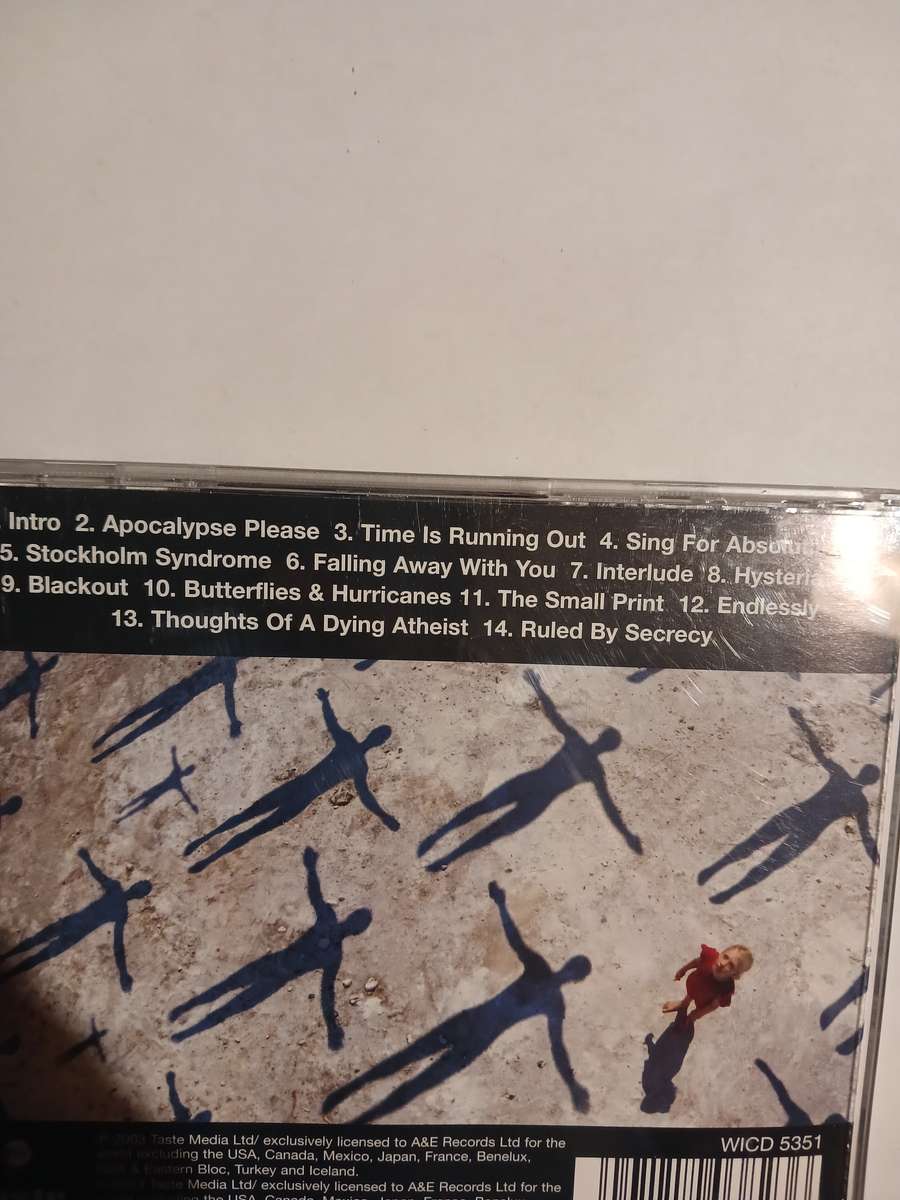 Intro 2. Apocalypse Please 3. Time Is Running Out 4. Sing For
5. Stockholm Syndrome 6. Falling Away With You 7. Interlude 8. Hysteria
9. Blackout 10. Butterflies & Hurricanes 11. The Small Print 12. Endlessly
13. Thoughts Of A Dying Atheist 14. Ruled By Secrecy
℗ 2003 Taste Media Ltd/ exclusively licensed to A&E Records Ltd for the
world excluding the USA, Canada, Mexico, Japan, France, Benelux,
& Eastern Bloc, Turkey and Iceland.
Taste Media Ltd/ exclusively licensed to A&E Records Ltd for the
WICD 5351